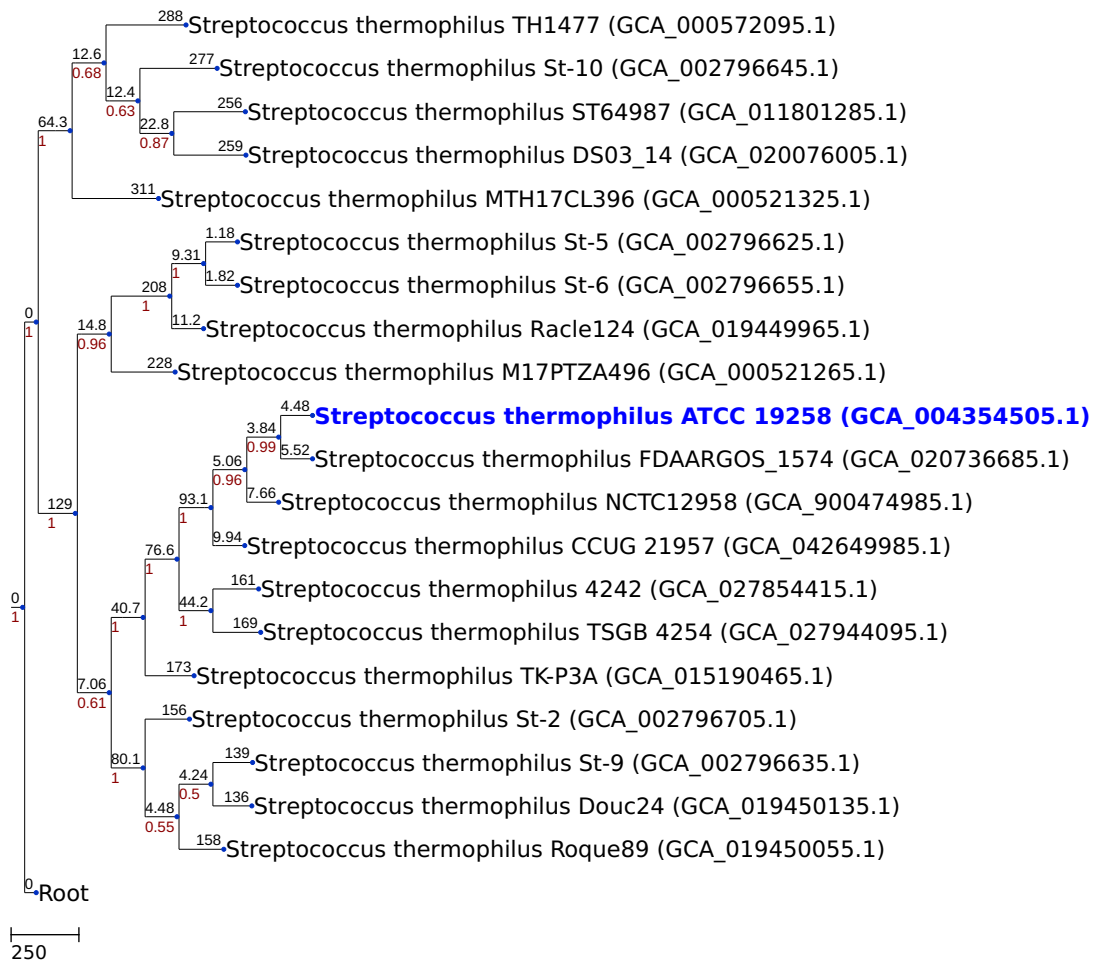 288
Streptococcus thermophilus TH1477 (GCA_000572095.1)
12.6
0.68
277
Streptococcus thermophilus St-10 (GCA_002796645.1)
12.4
0.63
256
Streptococcus thermophilus ST64987 (GCA_011801285.1)
64.3
1
22.8
0.87
259
Streptococcus thermophilus DS03_14 (GCA_020076005.1)
311
Streptococcus thermophilus MTH17CL396 (GCA_000521325.1)
1.18
Streptococcus thermophilus St-5 (GCA_002796625.1)
9.31
1
1.82
Streptococcus thermophilus St-6 (GCA_002796655.1)
208
1
11.2
Streptococcus thermophilus Racle124 (GCA_019449965.1)
0
1
14.8
0.96
228
Streptococcus thermophilus M17PTZA496 (GCA_000521265.1)
4.48
Streptococcus thermophilus ATCC 19258 (GCA_004354505.1)
3.84
0.99
5.52
Streptococcus thermophilus FDAARGOS_1574 (GCA_020736685.1)
5.06
0.96
7.66
Streptococcus thermophilus NCTC12958 (GCA_900474985.1)
93.1
1
129
1
9.94
Streptococcus thermophilus CCUG 21957 (GCA_042649985.1)
76.6
1
161
Streptococcus thermophilus 4242 (GCA_027854415.1)
44.2
1
0
1
40.7
1
169
Streptococcus thermophilus TSGB 4254 (GCA_027944095.1)
173
Streptococcus thermophilus TK-P3A (GCA_015190465.1)
7.06
0.61
156
Streptococcus thermophilus St-2 (GCA_002796705.1)
80.1
1
139
Streptococcus thermophilus St-9 (GCA_002796635.1)
4.24
0.5
136
Streptococcus thermophilus Douc24 (GCA_019450135.1)
4.48
0.55
158
Streptococcus thermophilus Roque89 (GCA_019450055.1)
0
Root
250